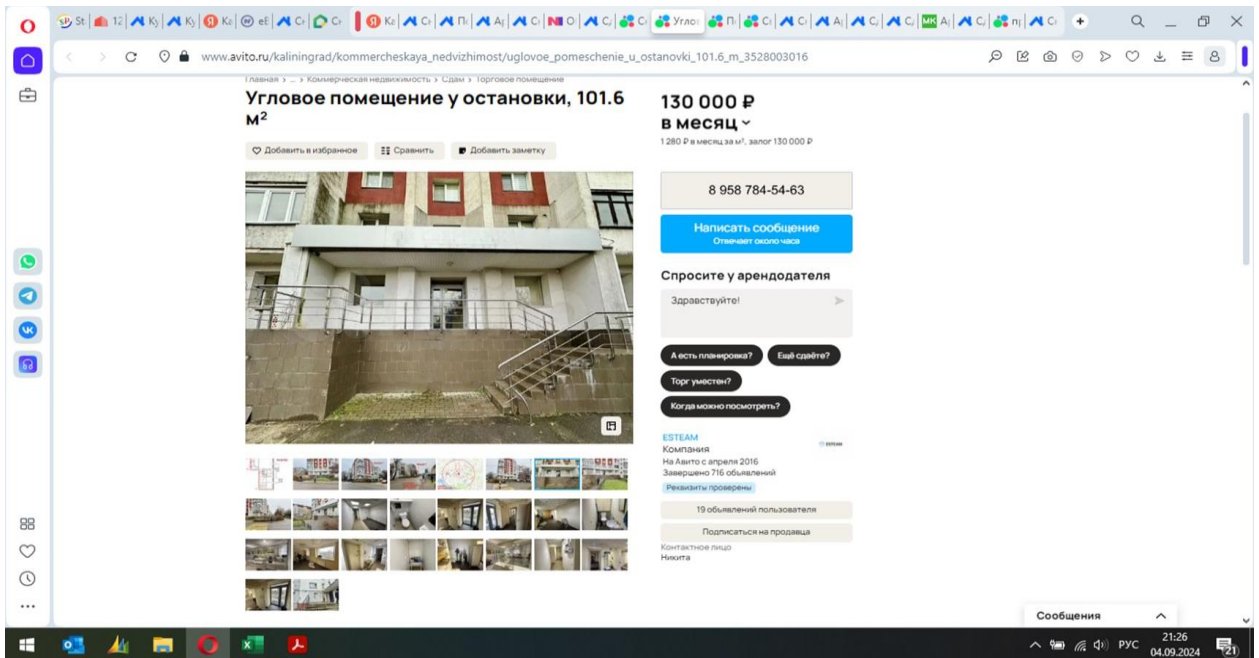 www.avito.ru/kaliningrad/kommercheskaya_nedvizhimost/uglovoe_pomeschenie_u_ostanovki_101.6_m_3528003016
Главная > ... > Коммерческая недвижимость > Сдам > Торговое помещение
Угловое помещение у остановки, 101.6
м²
Добавить в избранное
Сравнить
Добавить заметку
130 000 ₽
в месяц
1 280 ₽ в месяц за м², залог 130 000 ₽
8 958 784-54-63
Написать сообщение
Отвечает около часа
Спросите у арендодателя
Здравствуйте!
А есть планировка?
Ещё сдаёте?
Торг уместен?
Когда можно посмотреть?
ESTEAM
Компания
На Авито с апреля 2016
Завершено 716 объявлений
Реквизиты проверены
19 объявлений пользователя
Подписаться на продавца
Контактное лицо
Никита
Сообщения
РУС
21:26
04.09.2024
21